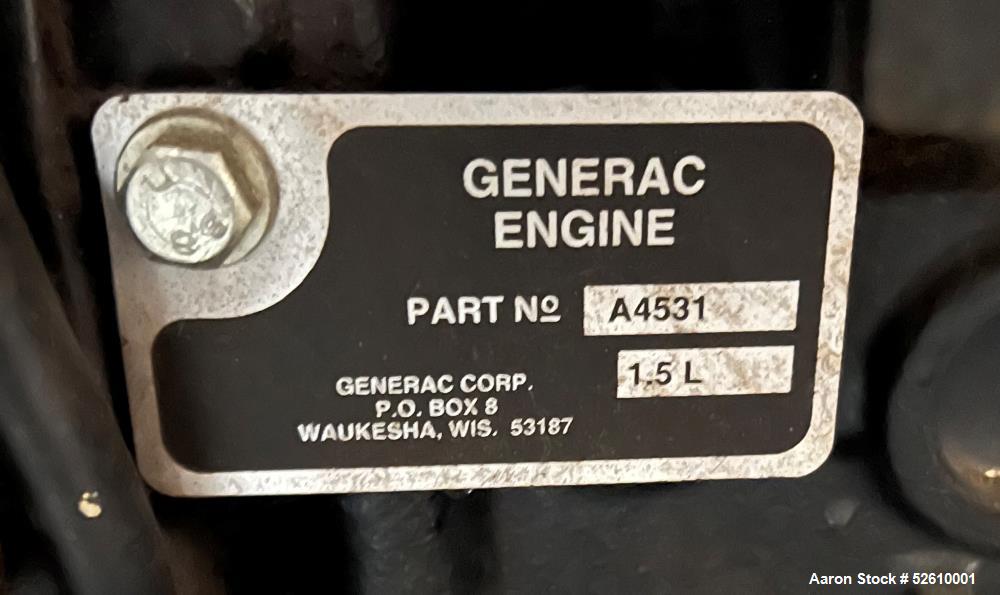 GENERAC
ENGINE
PART Nº A4531
1.5 L
GENERAC CORP.
P.O. BOX 8
WAUKESHA, WIS. 53187
Aaron Stock # 52610001